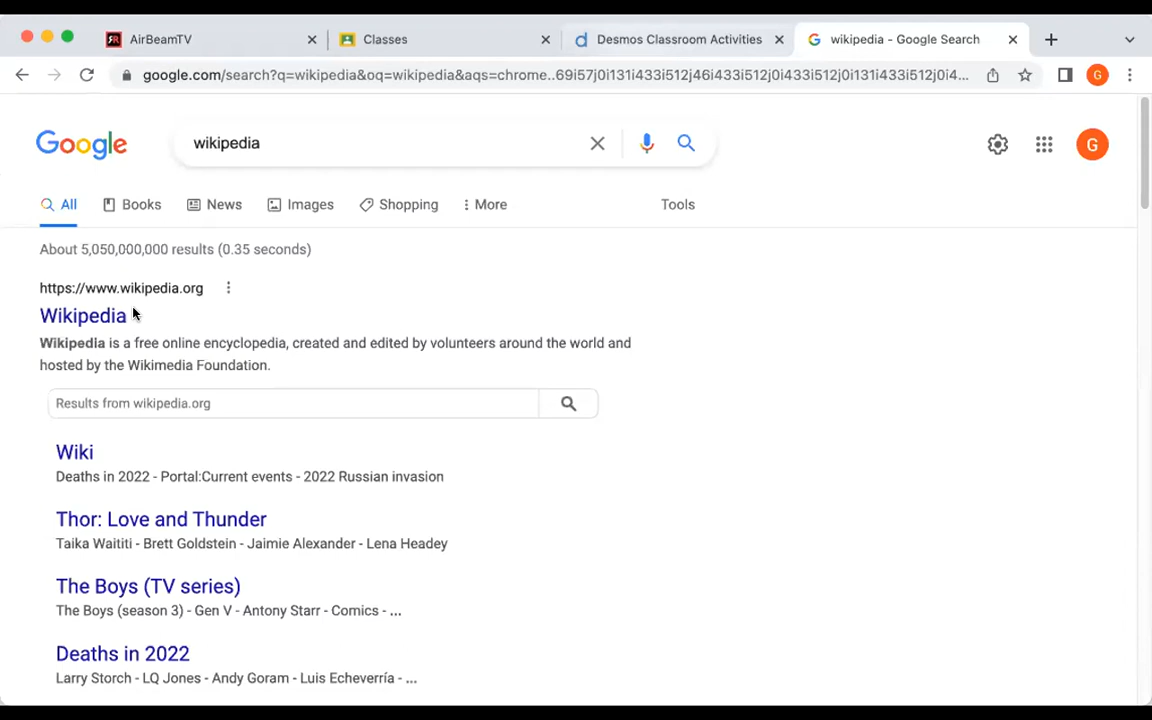 AirBeamTV
Classes
Desmos Classroom Activities
wikipedia - Google Search
google.com/search?q=wikipedia&oq=wikipedia&aqs=chrome..69i57j0i131i433i512j46i433i512j0i433i512j0i131i433i512j0i4...
G
Google
wikipedia
G
All
Books
News
Images
Shopping
More
Tools
About 5,050,000,000 results (0.35 seconds)
https://www.wikipedia.org
Wikipedia
Wikipedia is a free online encyclopedia, created and edited by volunteers around the world and
hosted by the Wikimedia Foundation.
Results from wikipedia.org
Wiki
Deaths in 2022 - Portal:Current events - 2022 Russian invasion
Thor: Love and Thunder
Taika Waititi - Brett Goldstein - Jaimie Alexander - Lena Headey
The Boys (TV series)
The Boys (season 3) - Gen V - Antony Starr - Comics - ...
Deaths in 2022
Larry Storch - LQ Jones - Andy Goram - Luis Echeverría - ...